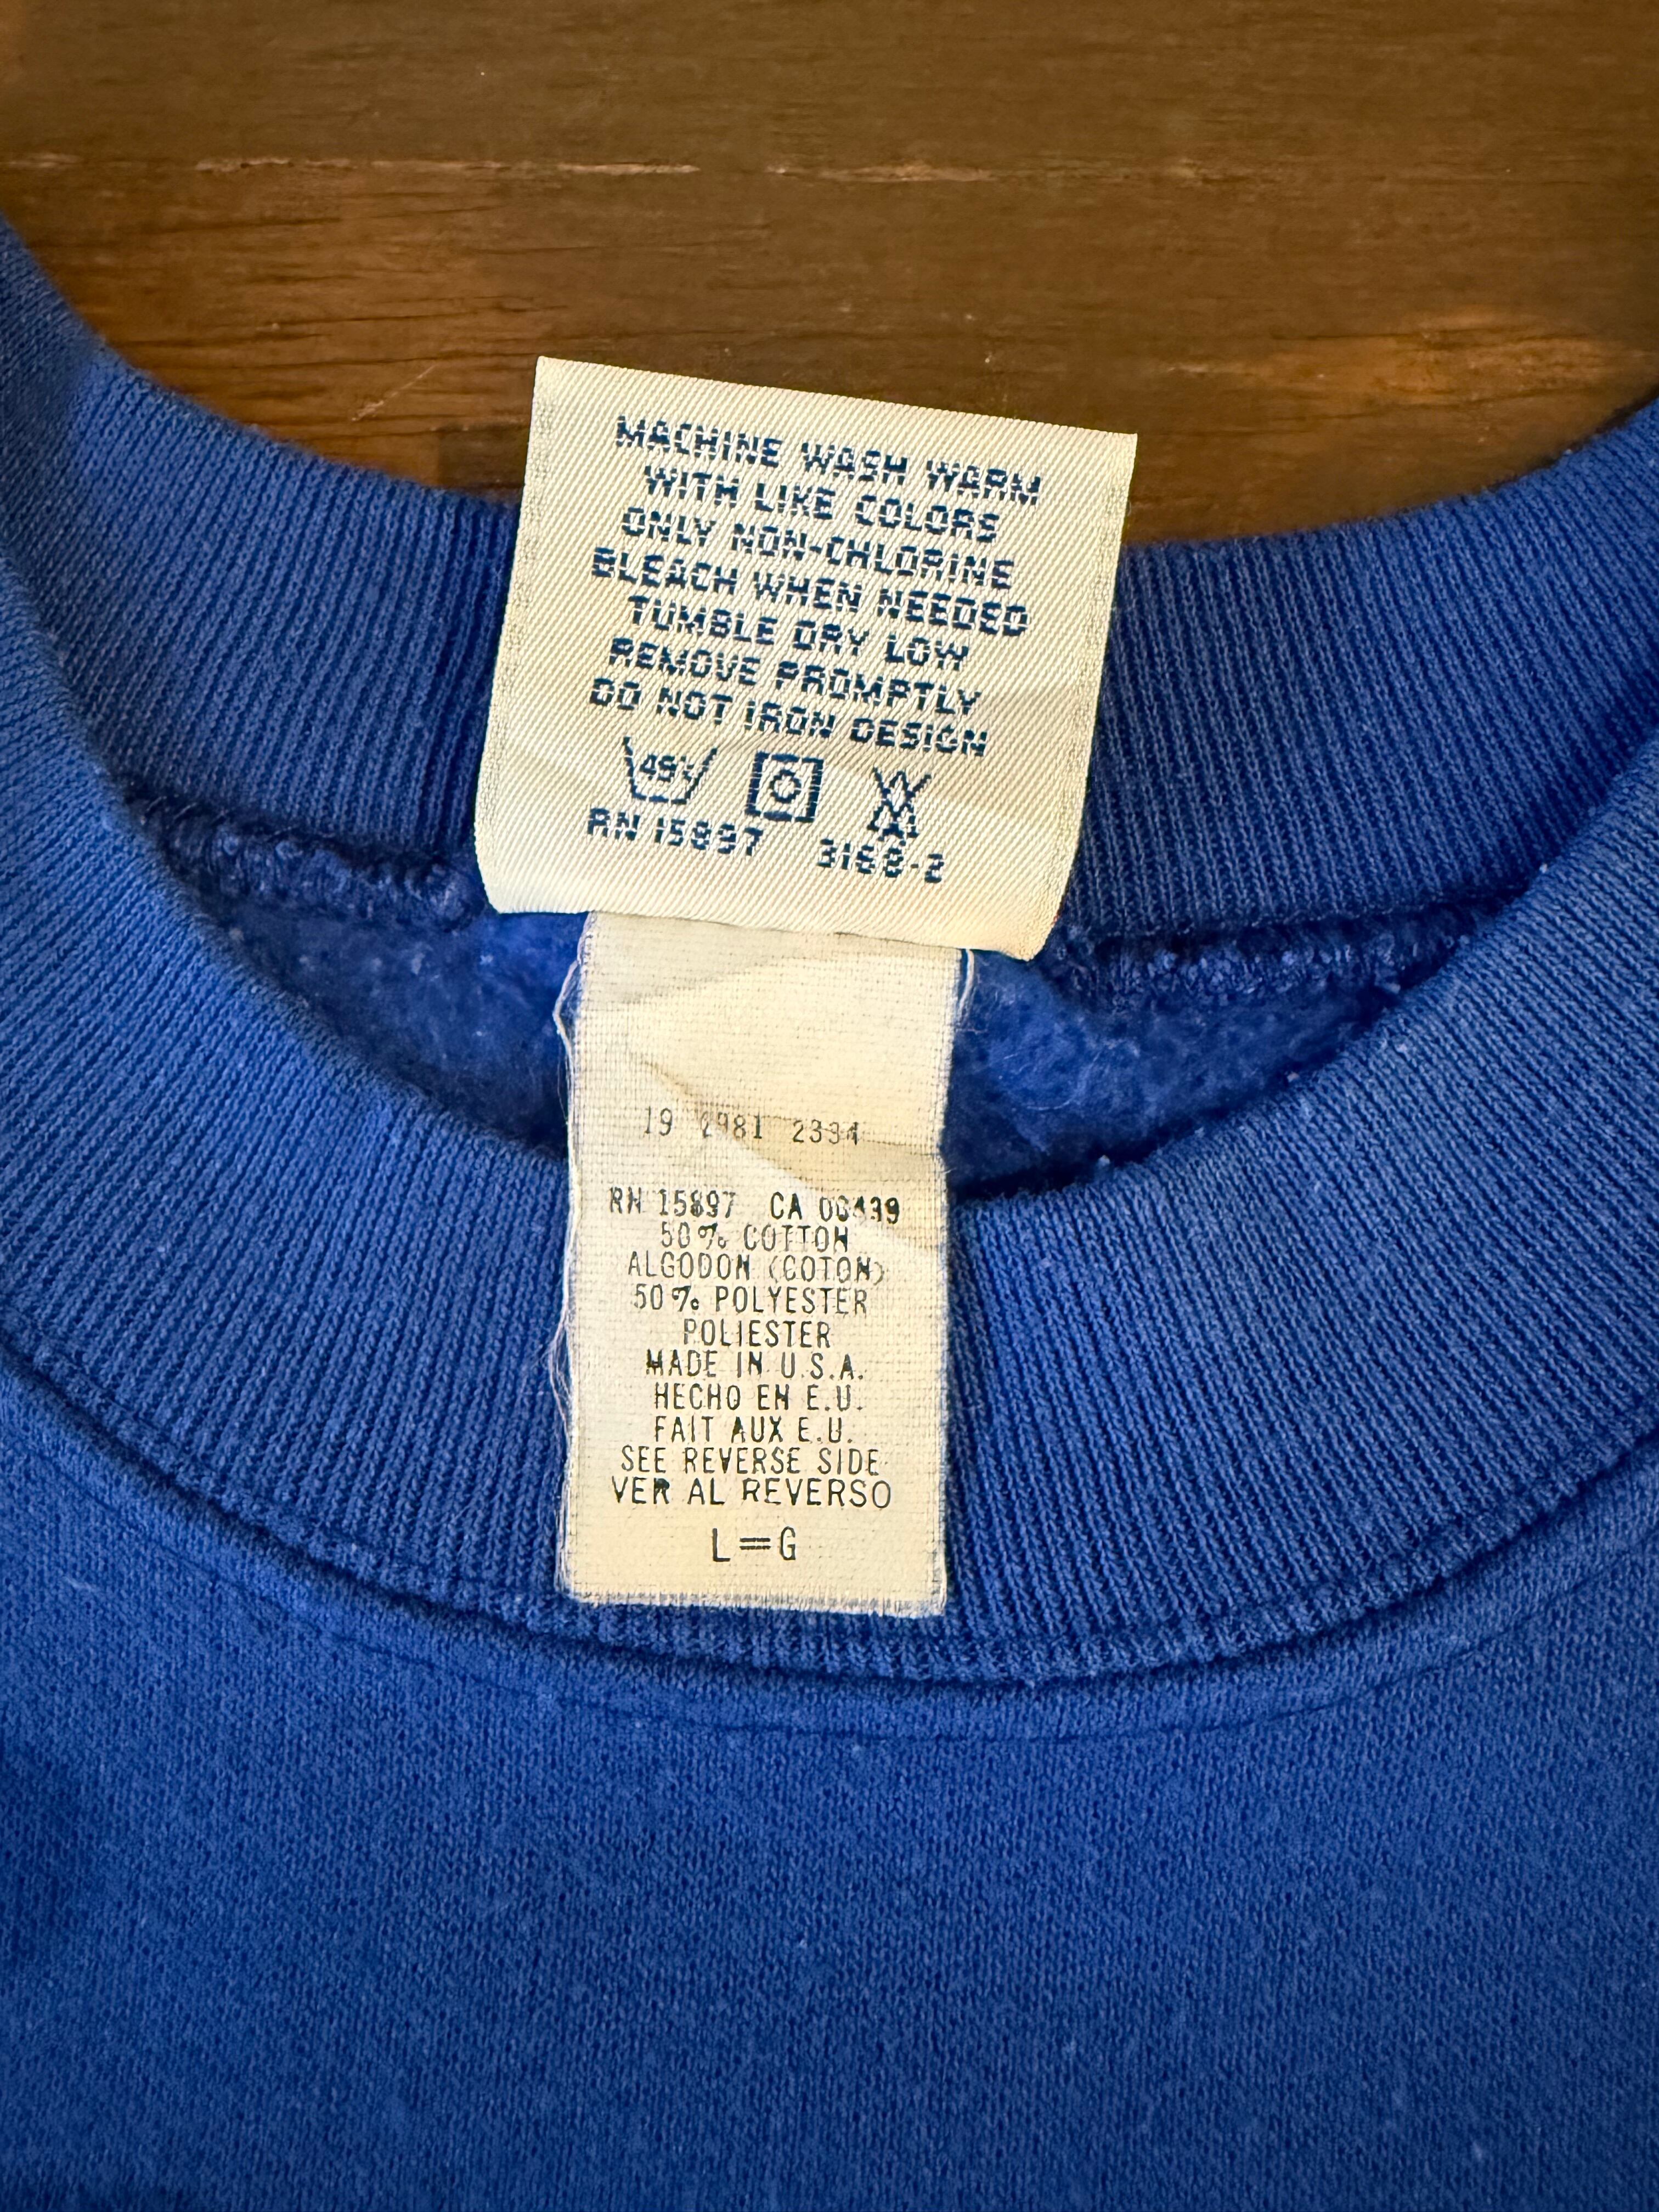 MACHINE WASH WARM
WITH LIKE COLORS
ONLY NON-CHLORINE
BLEACH WHEN NEEDED
TUMBLE DRY LOW
REMOVE PROMPTLY
DO NOT IRON DESIGN
RN 15897 3168-2
19 2334
RN 15897 CA
50% COTTON
ALGODON (COTON)
50% POLYESTER
POLIESTER
MADE IN U.S.A.
HECHO EN E.U.
FAIT AUX E.U.
SEE REVERSE SIDE
VER AL REVERSO
L=G